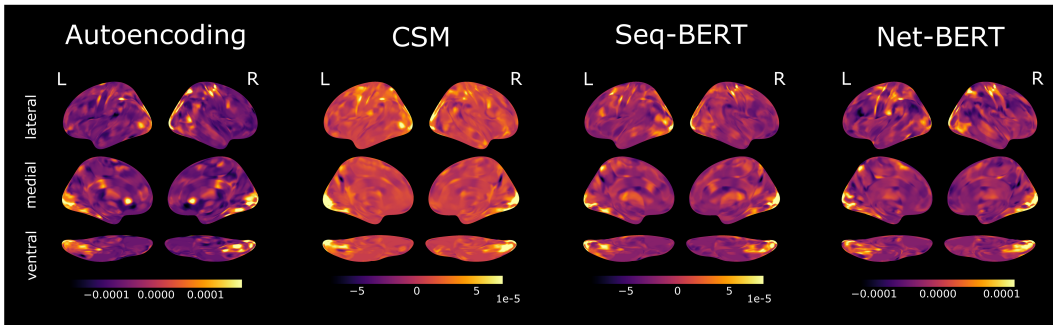 Autoencoding CSM Seq-BERT Net-BERT
L R L R L R L R
lateral
medial
ventral
−0.0001 0.0000 0.0001 −5 0 5 −5 0 5 −0.0001 0.0000 0.0001
1e-5 1e-5